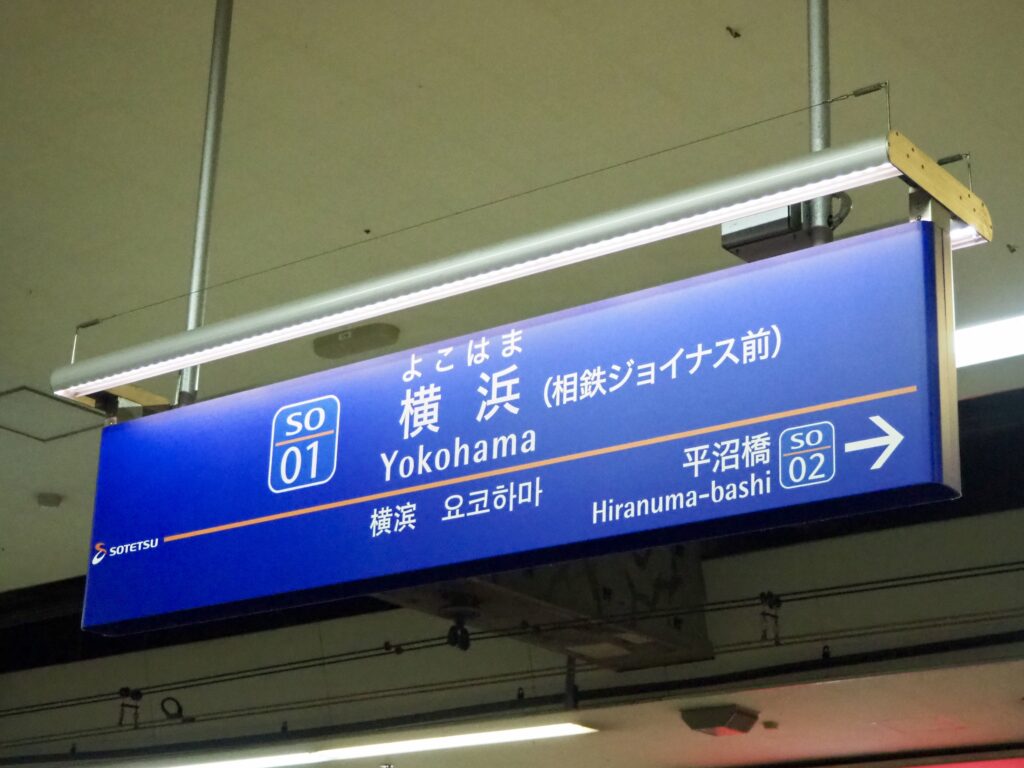 よこはま
SO
01
横浜 (相鉄ジョイナス前)
Yokohama
横滨 요코하마
平沼橋
Hiranuma-bashi
SO
02
SOTETSU